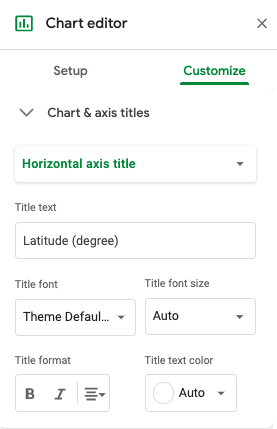 Chart editor
Setup Customize
Chart & axis titles
Horizontal axis title
Title text
Latitude (degree)
Title font Title font size
Theme Defaul... Auto
Title format Title text color
B I Auto